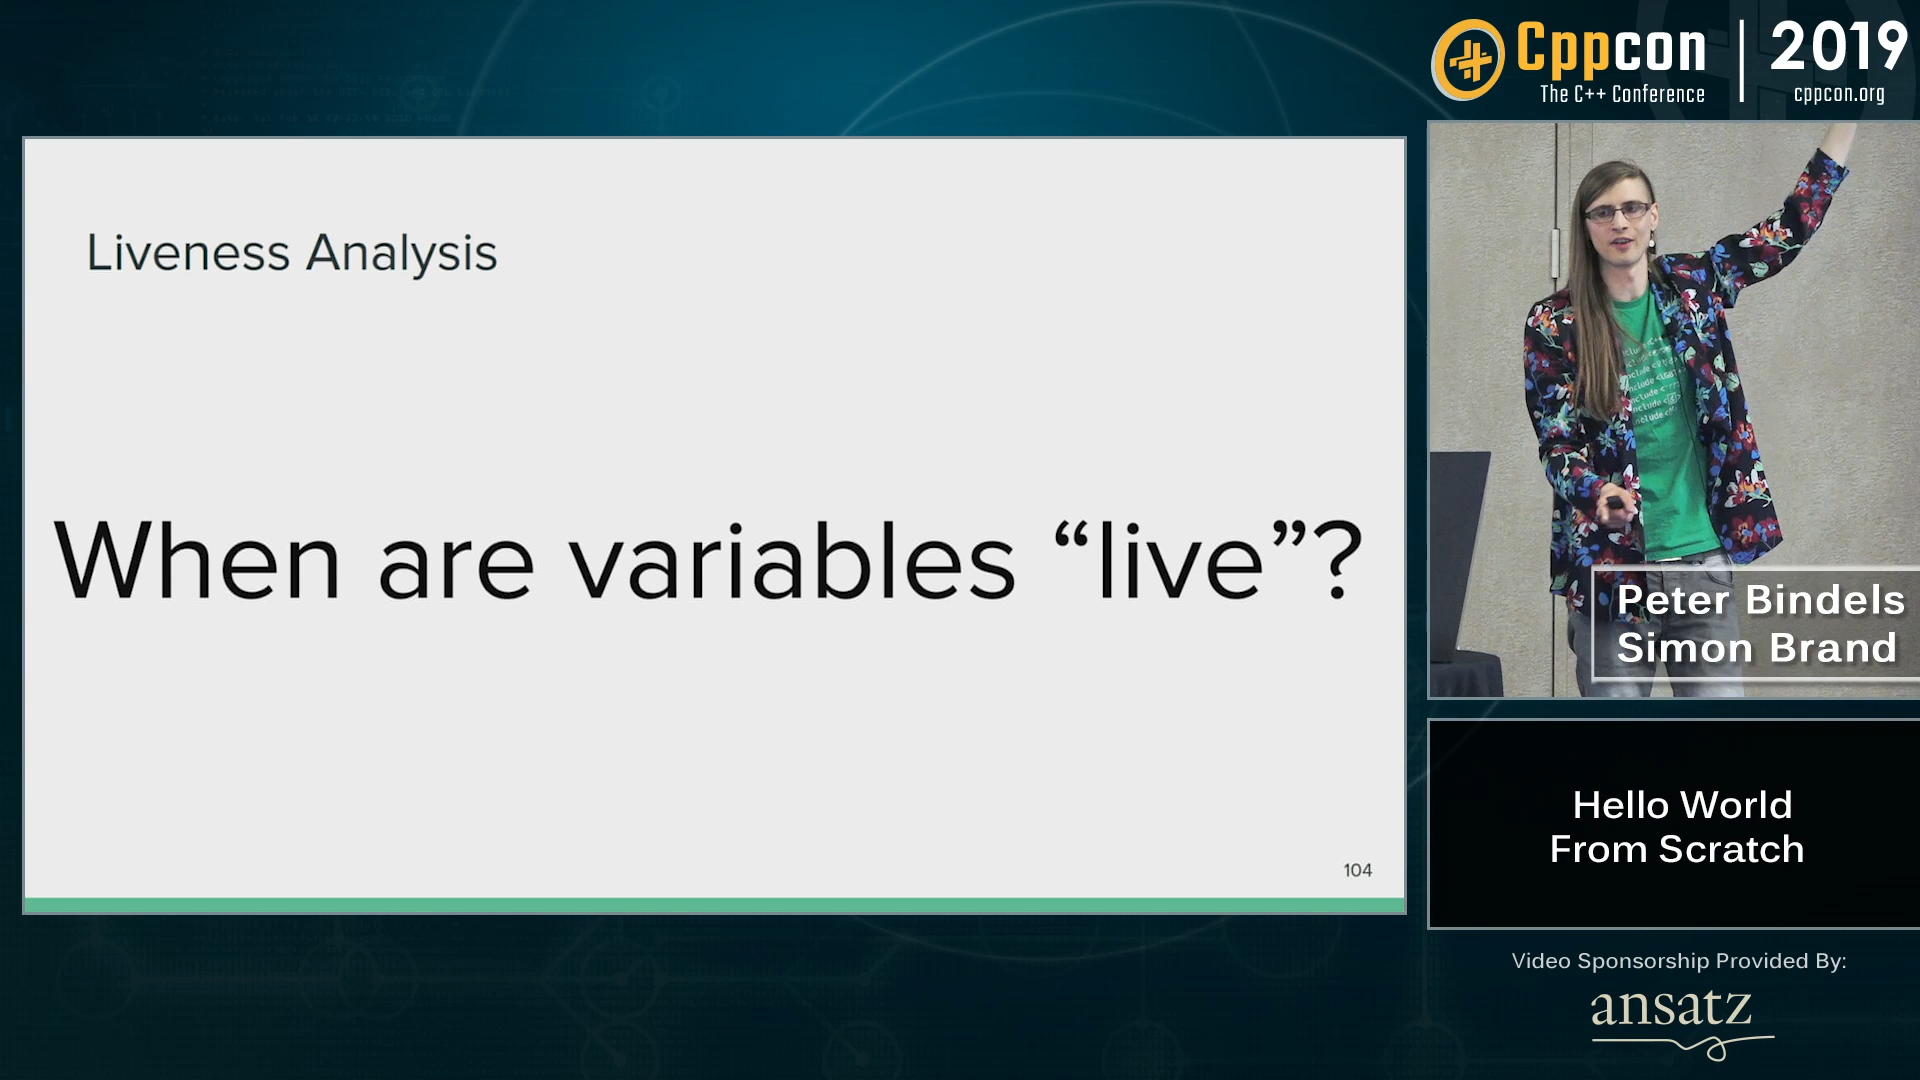 Cppcon
The C++ Conference
2019
cppcon.org
Liveness Analysis
When are variables “live”?
104
Peter Bindels
Simon Brand
Hello World
From Scratch
Video Sponsorship Provided By:
ansatz